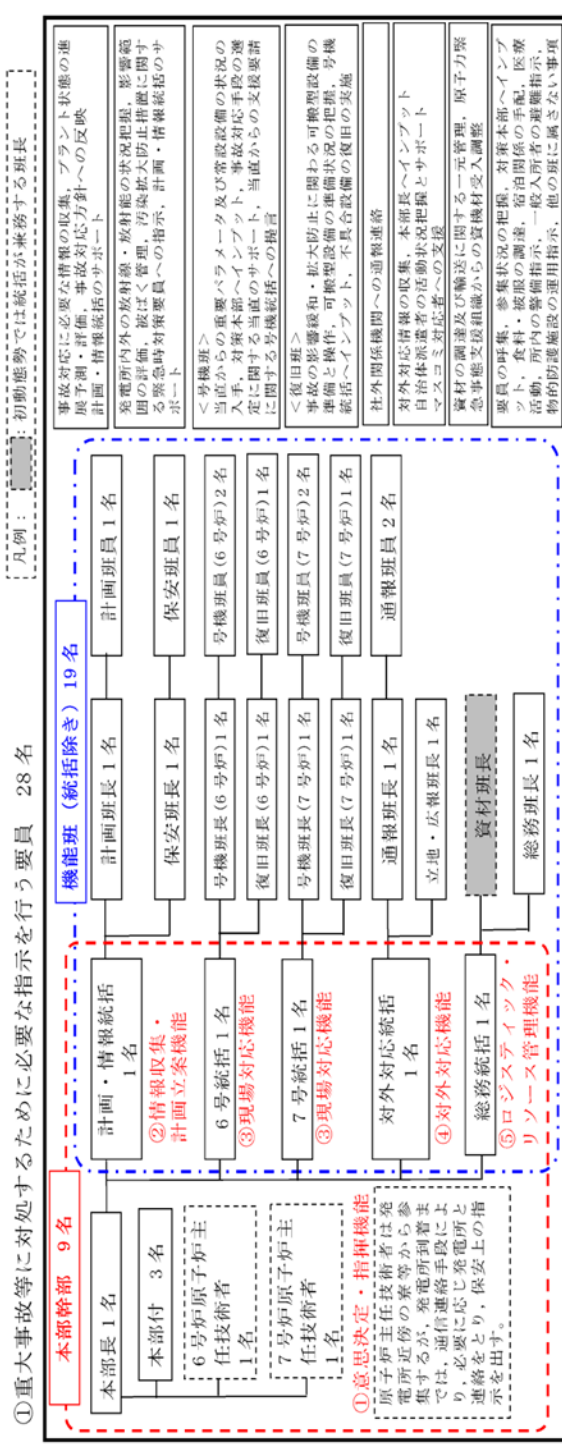 ①重大事故等に対処するために必要な指示を行う要員　28名
凡例：　：初動態勢では統括が兼務する班長
本部幹部 9名
機能班（統括除き）19名
本部長1名
本部付 3名
6号炉原子炉主
任技術者
1名
7号炉原子炉主
任技術者
1名
①意思決定・指揮機能
原子炉主任技術者は発
電所近傍の寮等から参
集するが，発電所到着ま
では，通信連絡手段によ
り，必要に応じ発電所と
連絡をとり，保安上の指
示を出す。
計画・情報統括
1名
②情報収集・
計画立案機能
6号統括1名
③現場対応機能
7号統括1名
③現場対応機能
対外対応統括
1名
④対外対応機能
総務統括1名
⑤ロジスティック・
リソース管理機能
計画班長1名
計画班員1名
保安班長1名
保安班員1名
号機班長(6号炉)1名
号機班員(6号炉)2名
復旧班長(6号炉)1名
復旧班員(6号炉)1名
号機班長(7号炉)1名
号機班員(7号炉)2名
復旧班長(7号炉)1名
復旧班員(7号炉)1名
通報班長1名
通報班員2名
立地・広報班長1名
資材班長
総務班長1名
事故対応に必要な情報の収集，プラント状態の進
展予測・評価，事故対応方針への反映
計画・情報統括のサポート
発電所内外の放射線・放射能の状況把握，影響範
囲の評価，被ばく管理，汚染拡大防止措置に関す
る緊急時対策要員への指示，計画・情報統括のサ
ポート
＜号機班＞
当直からの重要パラメータ及び常設設備の状況の
入手，対策本部へインプット，事故対応手段の選
定に関する当直のサポート，当直からの支援要請
に関する号機統括への提言
＜復旧班＞
事故の影響緩和・拡大防止に関わる可搬型設備の
準備と操作，可搬型設備の準備状況の把握，号機
統括へインプット，不具合設備の復旧の実施
社外関係機関への通報連絡
対外対応情報の収集，本部長へインプット
自治体派遣者の活動状況把握とサポート
マスコミ対応者への支援
資材の調達及び輸送に関する一元管理，原子力緊
急事態支援組織からの資機材受入調整
要員の呼集，参集状況の把握，対策本部へインプ
ット，食料・被服の調達，宿泊関係の手配，医療
活動，所内の警備指示，一般入所者の避難指示，
物的防護施設の運用指示，他の班に属さない事項